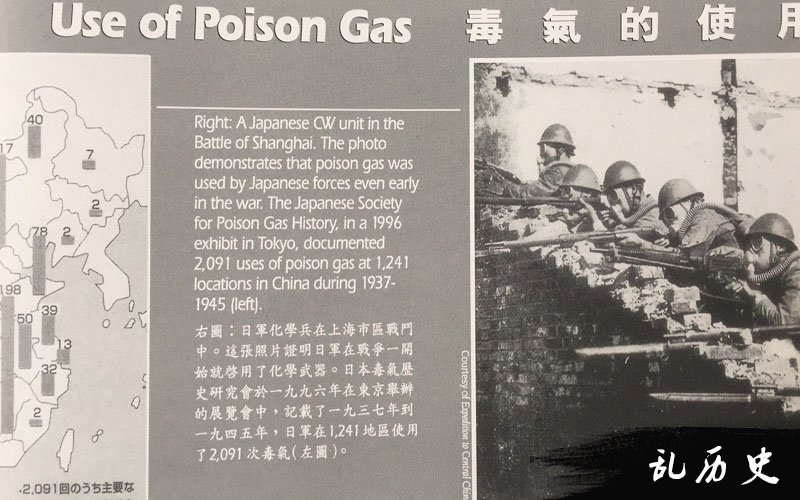 Use of Poison Gas 毒氣的使用
40
17
7
2
2
78
198
39
50
13
32
2
2,091回のうち主要な
Right: A Japanese CW unit in the
Battle of Shanghai. The photo
demonstrates that poison gas was
used by Japanese forces even early
in the war. The Japanese Society
for Poison Gas History, in a 1996
exhibit in Tokyo, documented
2,091 uses of poison gas at 1,241
locations in China during 1937-
1945 (left).
右圖：日軍化學兵在上海市區戰鬥
中。這張照片證明日軍在戰爭一開
始就啓用了化學武器。日本毒氣歷
史研究會於一九九六年在東京舉辦
的展覽會中，記載了一九三七年到
一九四五年，日軍在1,241地區使用
了2,091次毒氣(左圖)。
Courtesy of Expedition to Central China
乱历史